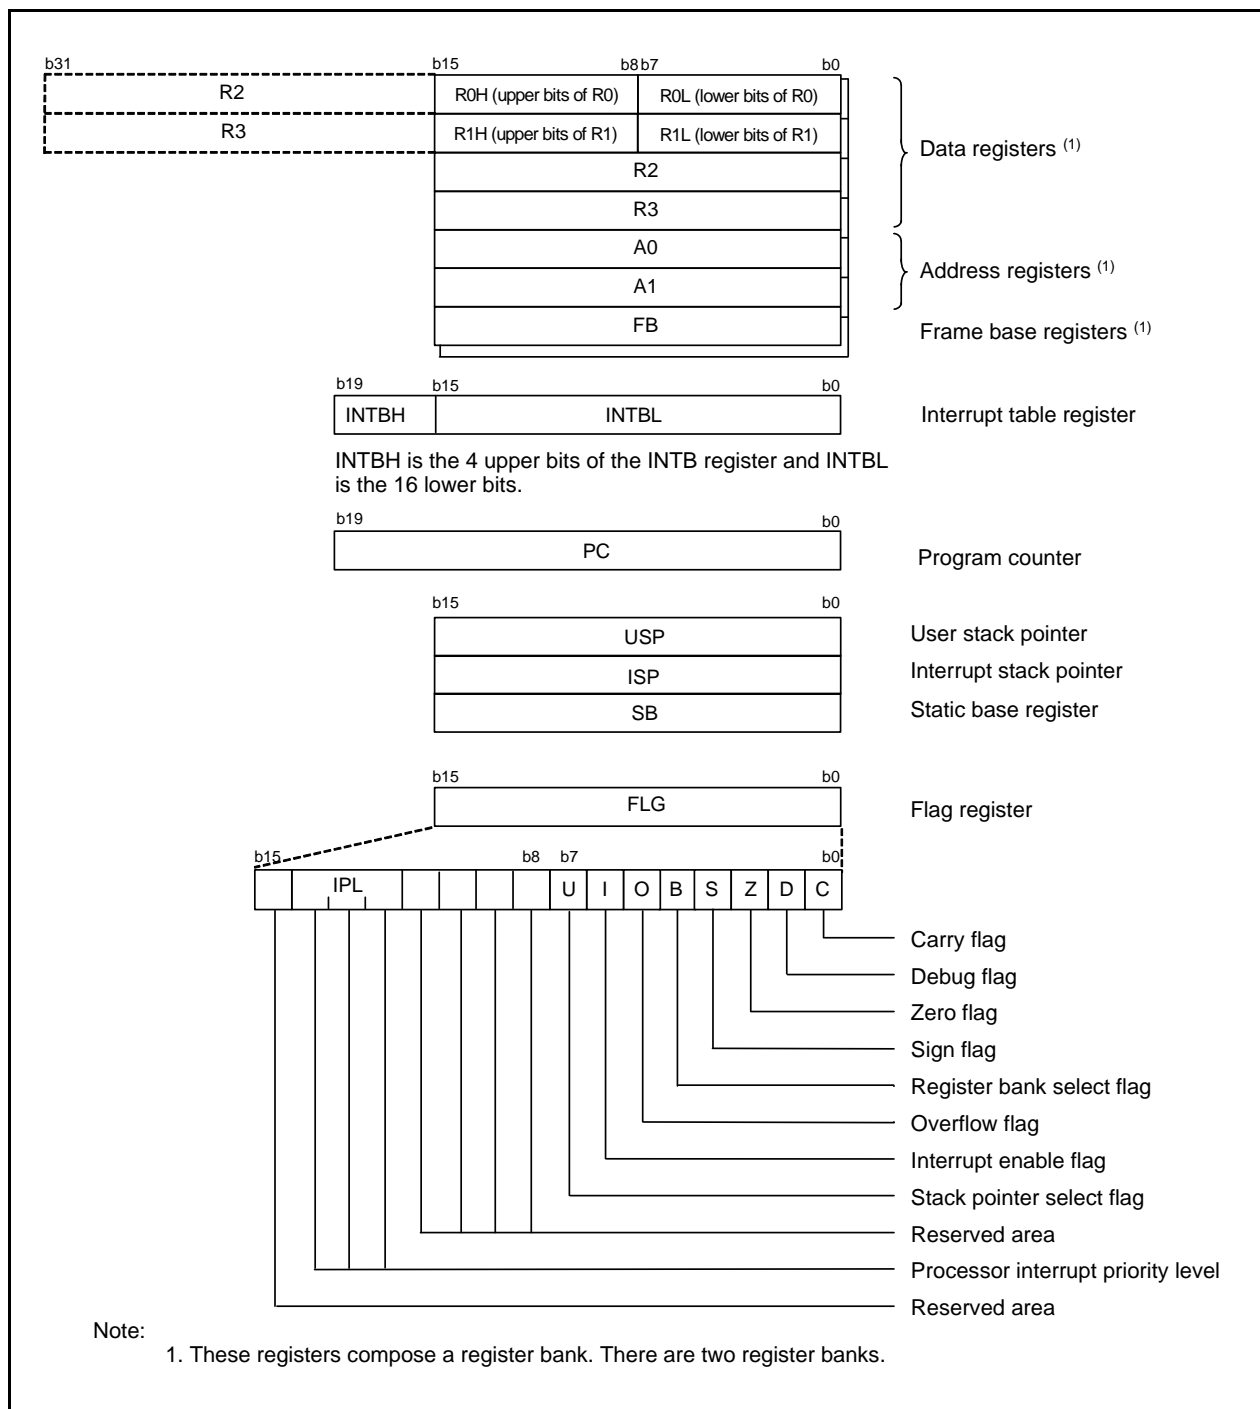 b31 b15 b8 b7 b0
R2 R0H (upper bits of R0) R0L (lower bits of R0)
R3 R1H (upper bits of R1) R1L (lower bits of R1)
Data registers (1)
R2
R3
A0
Address registers (1)
A1
FB
Frame base registers (1)
b19 b15 b0
INTBH INTBL Interrupt table register
INTBH is the 4 upper bits of the INTB register and INTBL
is the 16 lower bits.
b19 b0
PC Program counter
b15 b0
USP User stack pointer
ISP Interrupt stack pointer
SB Static base register
b15 b0
FLG Flag register
b15 b8 b7 b0
IPL U I O B S Z D C
Carry flag
Debug flag
Zero flag
Sign flag
Register bank select flag
Overflow flag
Interrupt enable flag
Stack pointer select flag
Reserved area
Processor interrupt priority level
Reserved area
Note:
1. These registers compose a register bank. There are two register banks.